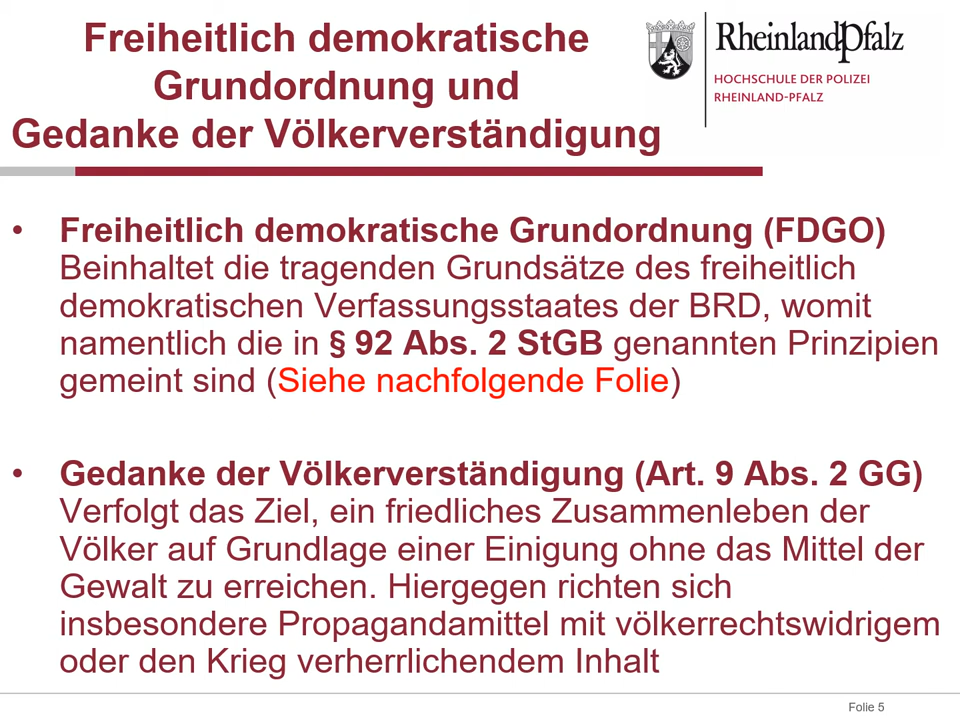 Freiheitlich demokratische
Grundordnung und
Gedanke der Völkerverständigung
RheinlandPfalz
HOCHSCHULE DER POLIZEI
RHEINLAND-PFALZ
• Freiheitlich demokratische Grundordnung (FDGO)
Beinhaltet die tragenden Grundsätze des freiheitlich
demokratischen Verfassungsstaates der BRD, womit
namentlich die in § 92 Abs. 2 StGB genannten Prinzipien
gemeint sind (Siehe nachfolgende Folie)
• Gedanke der Völkerverständigung (Art. 9 Abs. 2 GG)
Verfolgt das Ziel, ein friedliches Zusammenleben der
Völker auf Grundlage einer Einigung ohne das Mittel der
Gewalt zu erreichen. Hiergegen richten sich
insbesondere Propagandamittel mit völkerrechtswidrigem
oder den Krieg verherrlichendem Inhalt
Folie 5